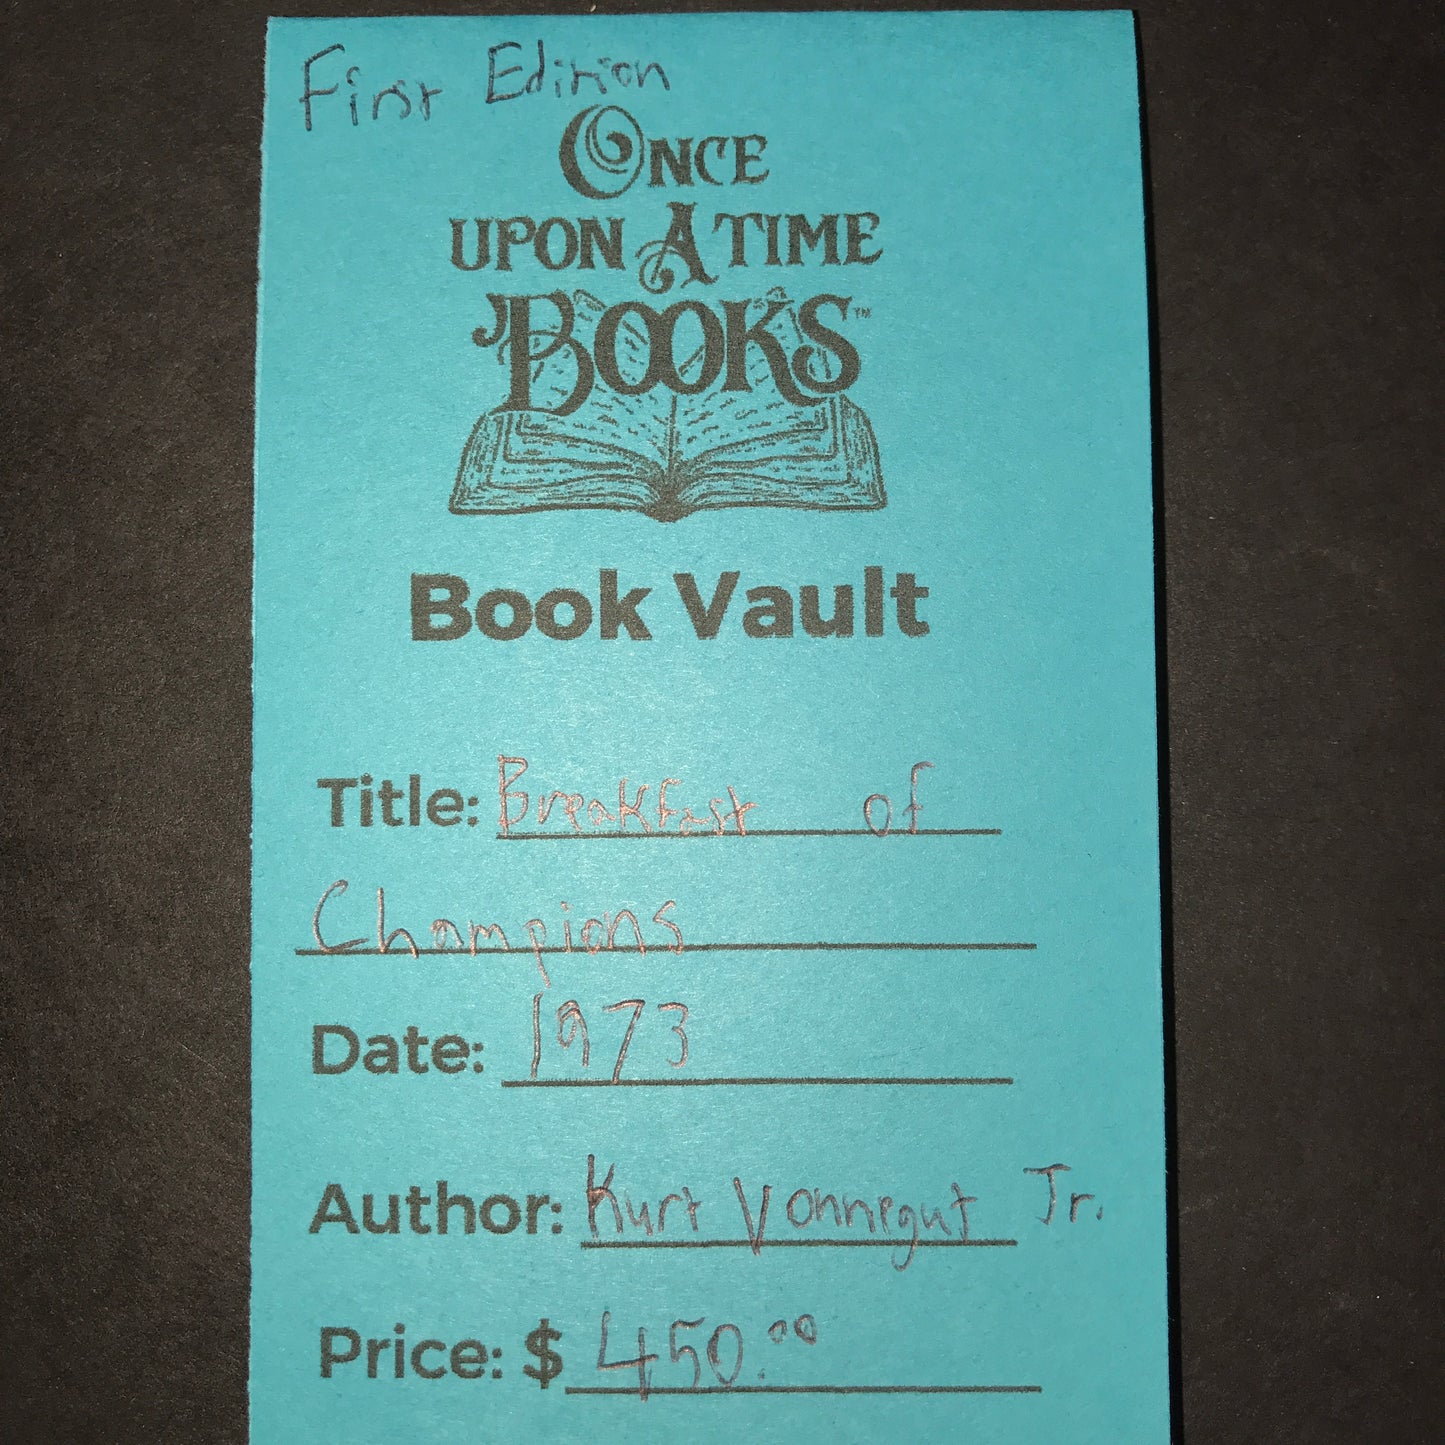 First Edition
ONCE
UPON A TIME
BOOKS™
Book Vault
Title: Breakfast of
Champions
Date: 1973
Author: Kurt Vonnegut Jr.
Price: $ 450.00